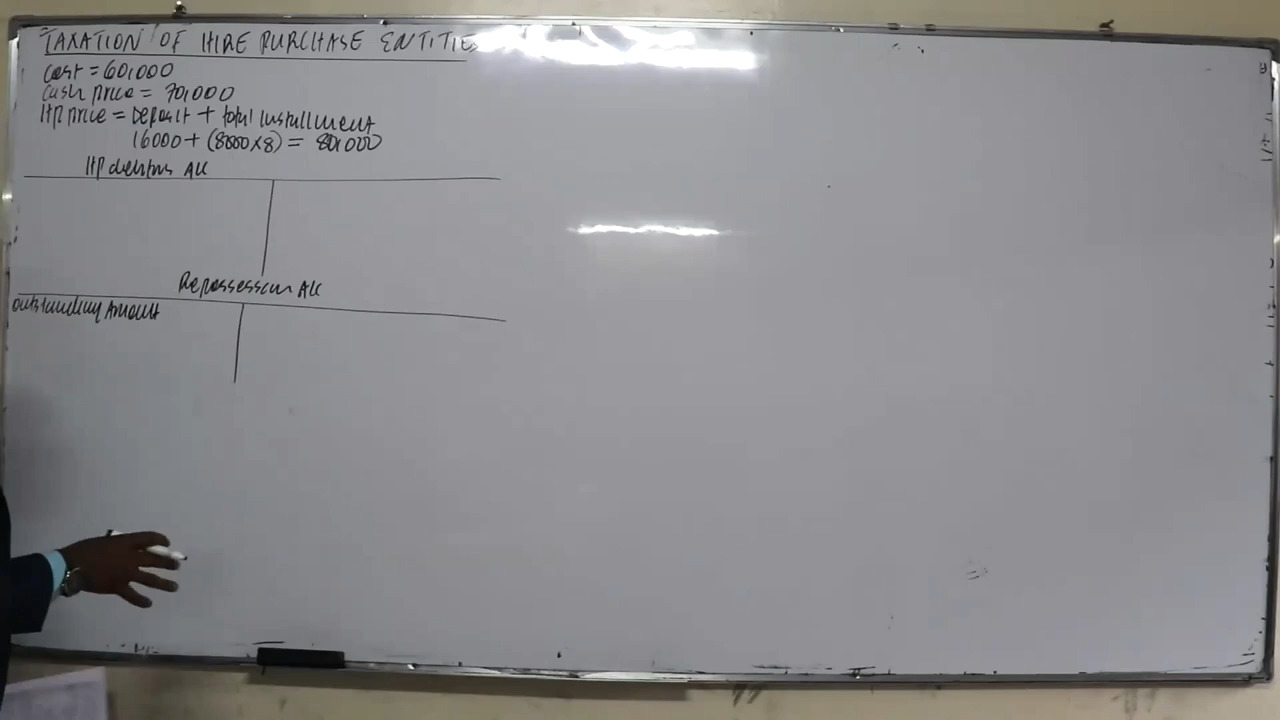 TAXATION OF HIRE PURCHASE ENTITIES
Cost = 60,000
Cash price = 70,000
HP price = Deposit + total installment
16000 + (8000 x 8) = 80,000
HP debtors A/C
Repossession A/C
outstanding Amount